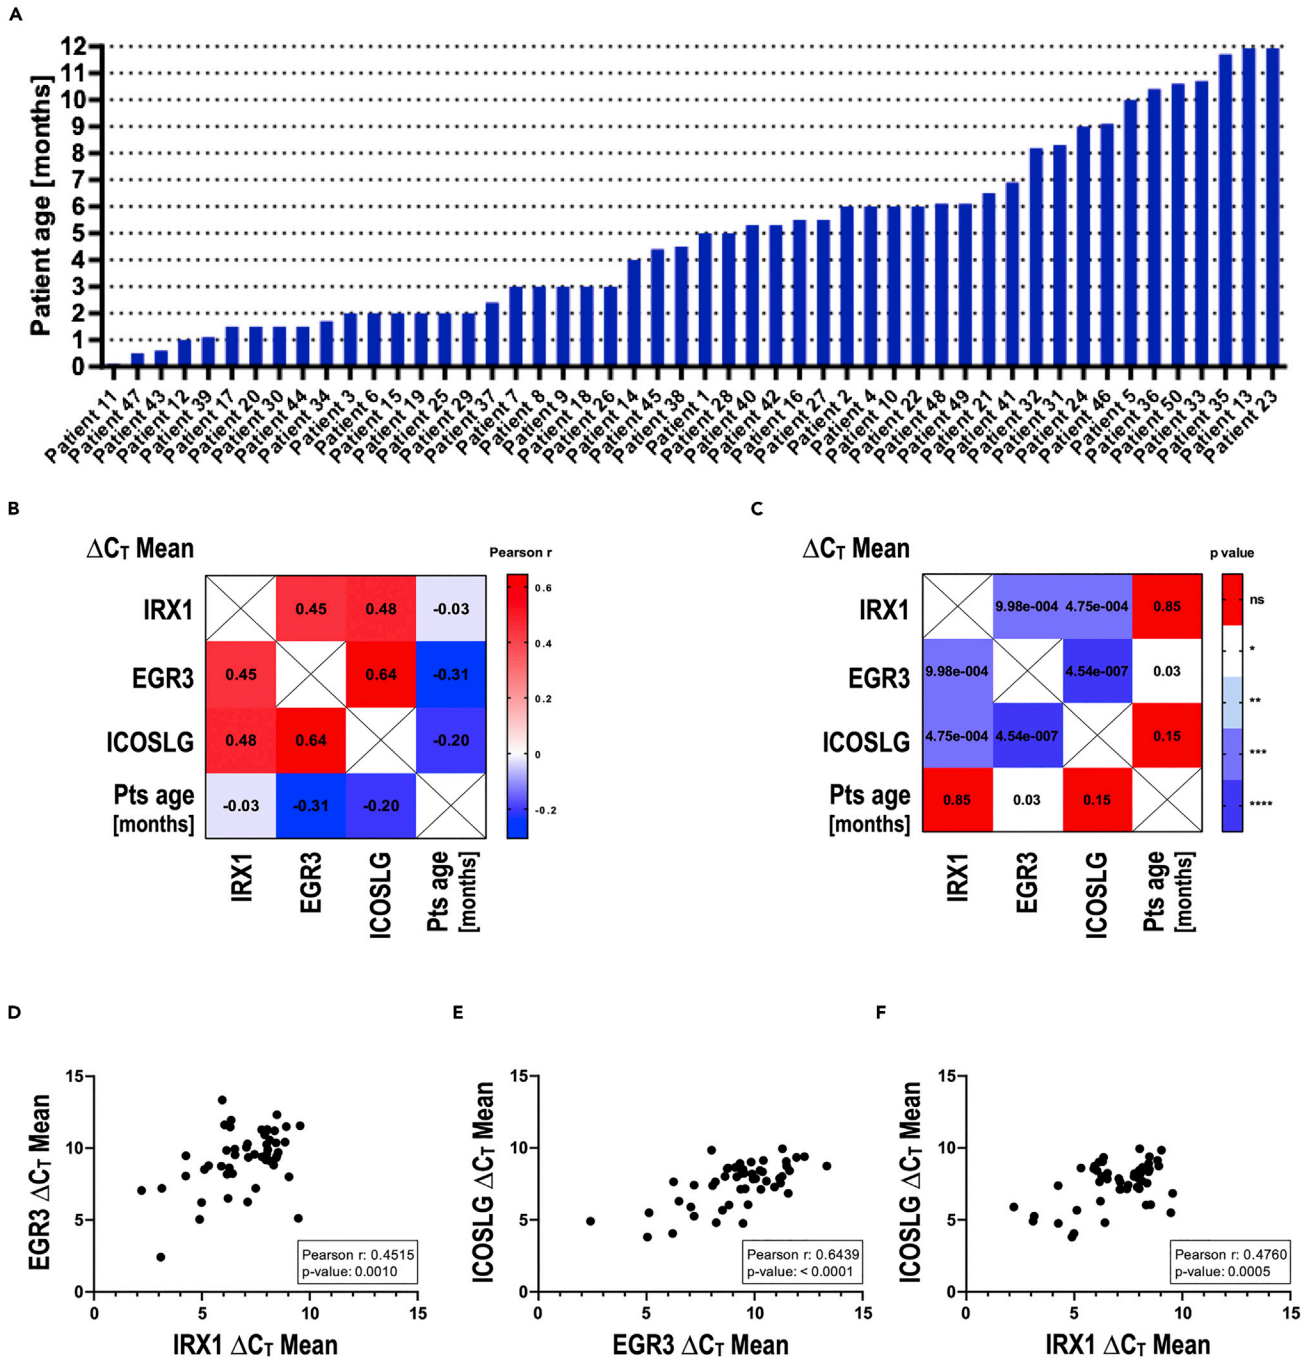 A
Patient age [months]
12
11
10
9
8
7
6
5
4
3
2
1
0
Patient 11
Patient 47
Patient 43
Patient 12
Patient 39
Patient 17
Patient 20
Patient 30
Patient 44
Patient 34
Patient 3
Patient 6
Patient 15
Patient 19
Patient 25
Patient 29
Patient 37
Patient 7
Patient 8
Patient 9
Patient 18
Patient 26
Patient 14
Patient 45
Patient 38
Patient 1
Patient 28
Patient 40
Patient 42
Patient 16
Patient 27
Patient 2
Patient 4
Patient 10
Patient 22
Patient 48
Patient 49
Patient 21
Patient 41
Patient 32
Patient 31
Patient 24
Patient 46
Patient 5
Patient 36
Patient 50
Patient 33
Patient 35
Patient 13
Patient 23
B
ΔCT Mean
Pearson r
IRX1 0.45 0.48 -0.03
EGR3 0.45 0.64 -0.31
ICOSLG 0.48 0.64 -0.20
Pts age
[months] -0.03 -0.31 -0.20
IRX1
EGR3
ICOSLG
Pts age
[months]
0.6
0.4
0.2
0
-0.2
C
ΔCT Mean
p value
IRX1 9.98e-004 4.75e-004 0.85
EGR3 9.98e-004 4.54e-007 0.03
ICOSLG 4.75e-004 4.54e-007 0.15
Pts age
[months] 0.85 0.03 0.15
IRX1
EGR3
ICOSLG
Pts age
[months]
ns
*
**
***
****
D
EGR3 ΔCT Mean
15
10
5
0
Pearson r: 0.4515
p-value: 0.0010
0 5 10 15
IRX1 ΔCT Mean
E
ICOSLG ΔCT Mean
15
10
5
0
Pearson r: 0.6439
p-value: < 0.0001
0 5 10 15
EGR3 ΔCT Mean
F
ICOSLG ΔCT Mean
15
10
5
0
Pearson r: 0.4760
p-value: 0.0005
0 5 10 15
IRX1 ΔCT Mean